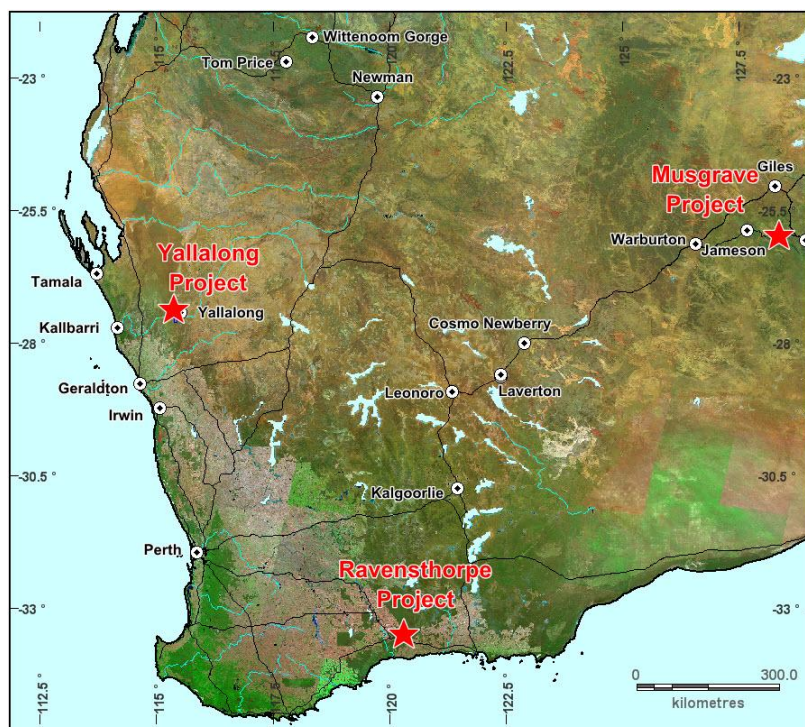 115 °
117.5 °
120 °
122.5 °
125 °
127.5 °
Wittenoom Gorge
-23 °
Tom Price
-23 °
Newman
Giles
Musgrave
Project
-25.5 °
-25.5 °
Yallalong
Project
Warburton
Jameson
Tamala
Yallalong
Kallbarri
Cosmo Newberry
-28 °
-28 °
Geraldton
Leonoro
Laverton
Irwin
-30.5 °
-30.5 °
Kalgoorlie
Perth
Ravensthorpe
Project
-33 °
-33 °
0.0
300.0
kilometres
112.5 °
115 °
117.5 °
120 °
122.5 °